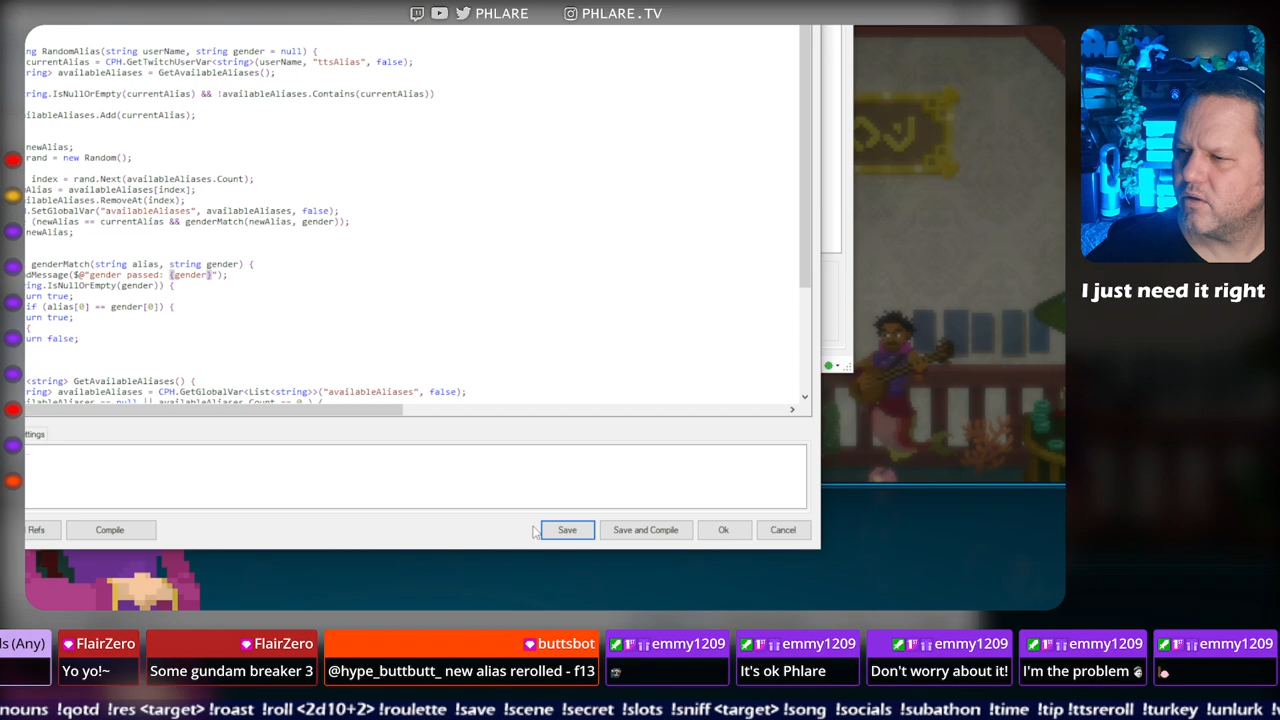 PHLARE
PHLARE.TV
ng RandomAlias(string userName, string gender = null) {
currentAlias = CPH.GetTwitchUserVar<string>(userName, "ttsAlias", false);
ring> availableAliases = GetAvailableAliases();
ring.IsNullOrEmpty(currentAlias) && !availableAliases.Contains(currentAlias))
ilableAliases.Add(currentAlias);
newAlias;
rand = new Random();
index = rand.Next(availableAliases.Count);
Alias = availableAliases[index];
ilableAliases.RemoveAt(index);
.SetGlobalVar("availableAliases", availableAliases, false);
(newAlias == currentAlias && genderMatch(newAlias, gender));
newAlias;
genderMatch(string alias, string gender) {
dMessage($@"gender passed: {gender}");
ing.IsNullOrEmpty(gender)) {
urn true;
if (alias[0] == gender[0]) {
urn true;
{
urn false;
<string> GetAvailableAliases() {
ring> availableAliases = CPH.GetGlobalVar<List<string>>("availableAliases", false);
ilableAliases == null || availableAliases.Count == 0 ) {
ttings
Refs
Compile
Save
Save and Compile
Ok
Cancel
I just need it right
ds (Any)
FlairZero
Yo yo!~
FlairZero
Some gundam breaker 3
buttsbot
@hype_buttbutt_ new alias rerolled - f13
emmy1209
emmy1209
It's ok Phlare
emmy1209
Don't worry about it!
emmy1209
I'm the problem
emmy1209
nouns !qotd !res <target> !roast !roll <2d10+2> !roulette !save !scene !secret !slots !sniff <target> !song !socials !subathon !time !tip !ttsreroll !turkey !unlurk !v